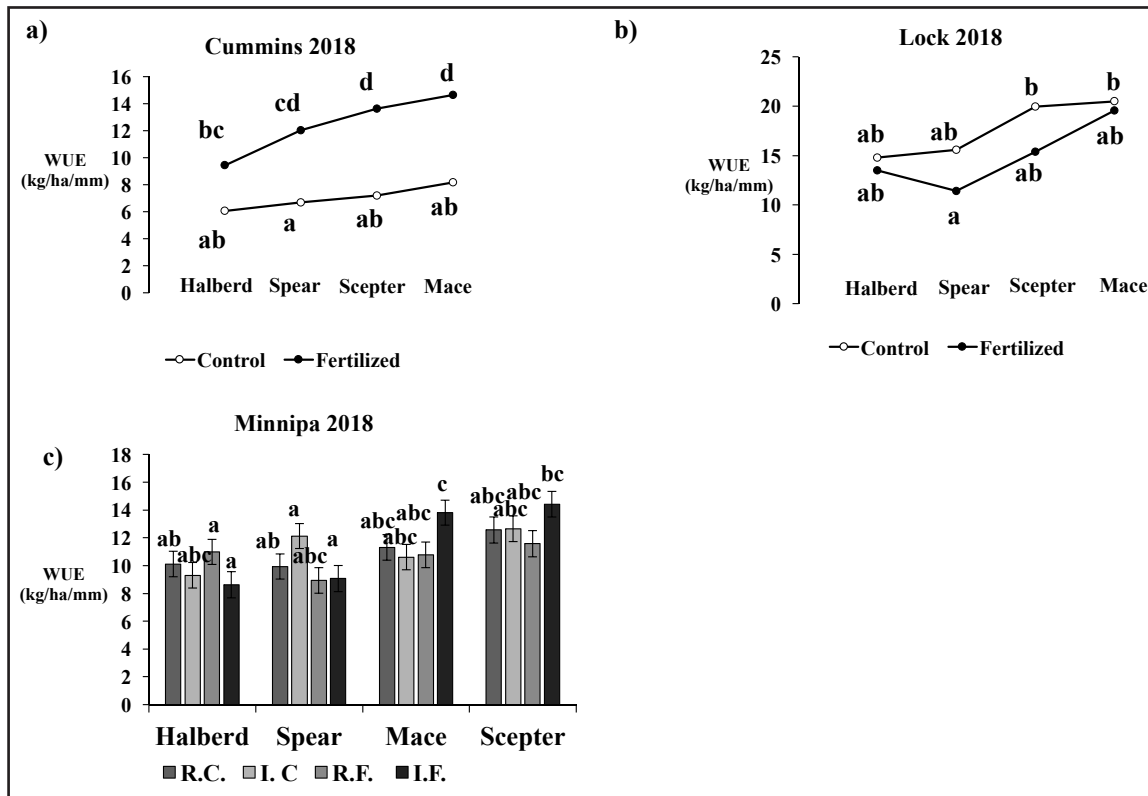 a)
Cummins 2018
16
14
12
10
8
6
4
2
0
WUE
(kg/ha/mm)
bc
cd
d
d
ab
a
ab
ab
Halberd Spear Scepter Mace
Control Fertilized
b)
Lock 2018
25
20
15
10
5
0
WUE
(kg/ha/mm)
ab
ab
b
b
ab
a
ab
ab
Halberd Spear Scepter Mace
Control Fertilized
Minnipa 2018
c)
18
16
14
12
10
8
6
4
2
0
WUE
(kg/ha/mm)
ab
abc
a
a
ab
a
abc
a
abc
abc
abc
c
abc
abc
abc
bc
Halberd Spear Mace Scepter
R.C. I. C R.F. I.F.